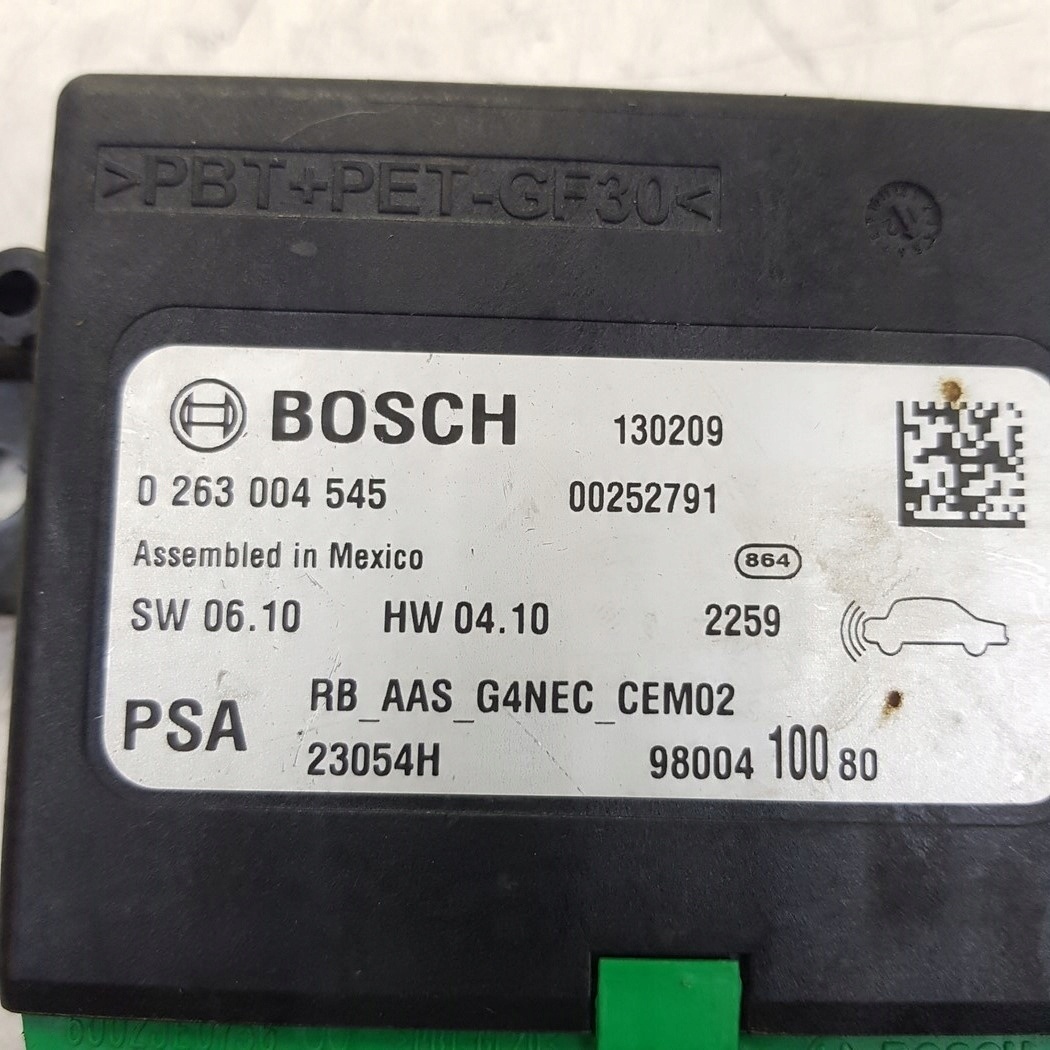 >PBT+PET-GF30<
BOSCH 130209
0 263 004 545 00252791
Assembled in Mexico 864
SW 06.10 HW 04.10 2259
RB_AAS_G4NEC_CEM02
PSA 23054H 98004 100 80